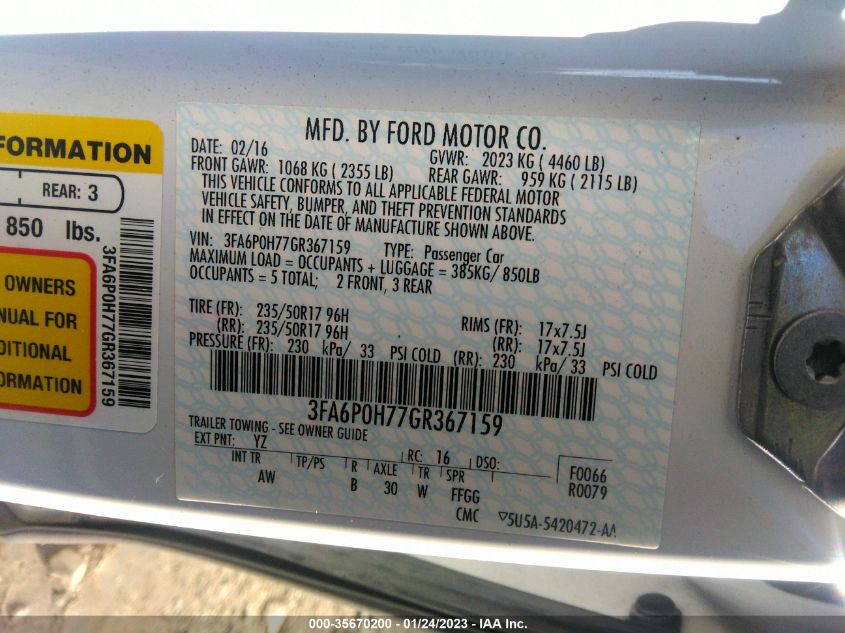 FORMATION
REAR: 3
850 lbs.
OWNERS
NUAL FOR
DITIONAL
ORMATION
3FA6P0H77GR367159
MFD. BY FORD MOTOR CO.
DATE: 02/16 GVWR: 2023 KG ( 4460 LB)
FRONT GAWR: 1068 KG ( 2355 LB) REAR GAWR: 959 KG ( 2115 LB)
THIS VEHICLE CONFORMS TO ALL APPLICABLE FEDERAL MOTOR
VEHICLE SAFETY, BUMPER, AND THEFT PREVENTION STANDARDS
IN EFFECT ON THE DATE OF MANUFACTURE SHOWN ABOVE.
VIN: 3FA6P0H77GR367159 TYPE: Passenger Car
MAXIMUM LOAD = OCCUPANTS + LUGGAGE = 385KG/ 850LB
OCCUPANTS = 5 TOTAL; 2 FRONT, 3 REAR
TIRE (FR): 235/50R17 96H RIMS (FR): 17x7.5J
(RR): 235/50R17 96H (RR): 17x7.5J
PRESSURE (FR): 230 kPa/ 33 PSI COLD (RR): 230 kPa/33 PSI COLD
3FA6P0H77GR367159
TRAILER TOWING - SEE OWNER GUIDE
EXT PNT: YZ RC: 16 DSO: F0066
INT TR TP/PS R AXLE TR SPR R0079
AW B 30 W FFGG
CMC 5U5A-5420472-AA
000-35670200 - 01/24/2023 - IAA Inc.